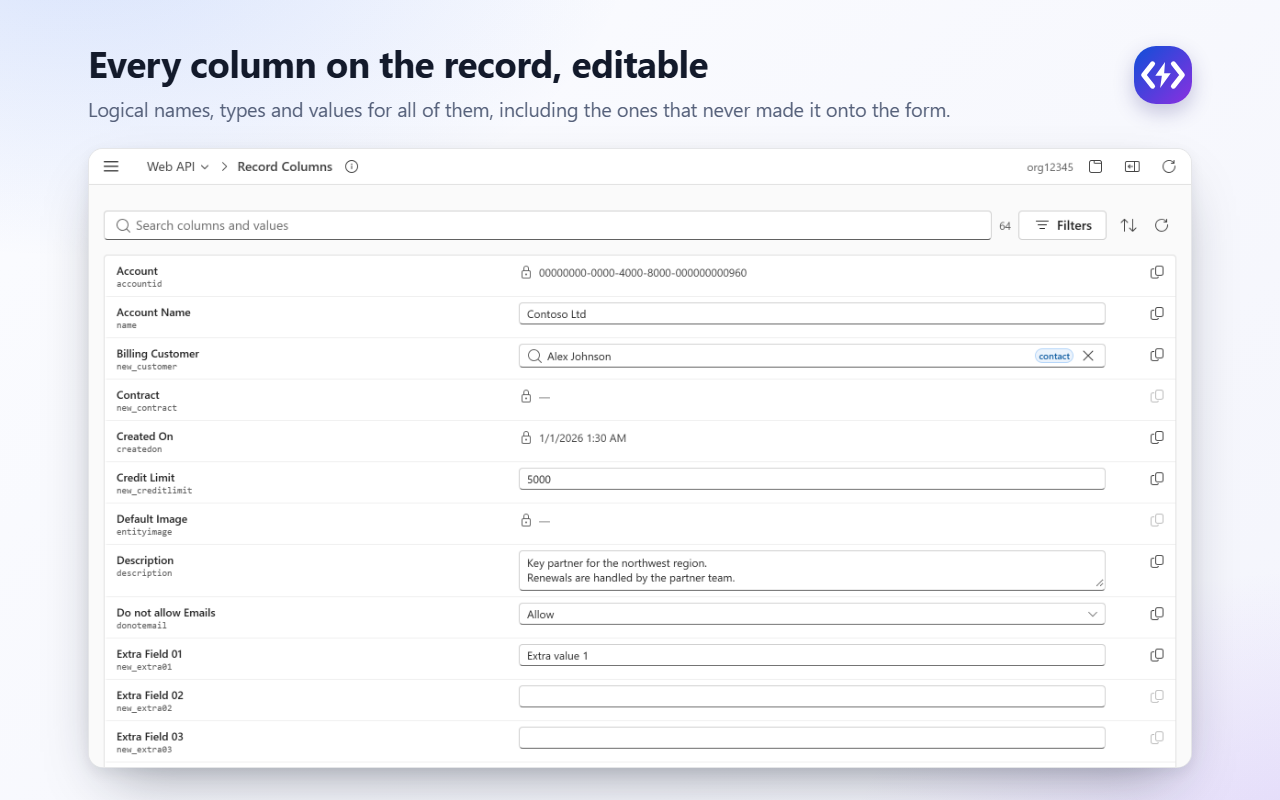 Every column on the record, editable
Logical names, types and values for all of them, including the ones that never made it onto the form.
Web API
Record Columns
org12345
Search columns and values
64
Filters
Account
accountid
00000000-0000-4000-8000-000000000960
Account Name
name
Contoso Ltd
Billing Customer
new_customer
Alex Johnson
contact
Contract
new_contract
—
Created On
createdon
1/1/2026 1:30 AM
Credit Limit
new_creditlimit
5000
Default Image
entityimage
—
Description
description
Key partner for the northwest region.
Renewals are handled by the partner team.
Do not allow Emails
donotemail
Allow
Extra Field 01
new_extra01
Extra value 1
Extra Field 02
new_extra02
Extra Field 03
new_extra03